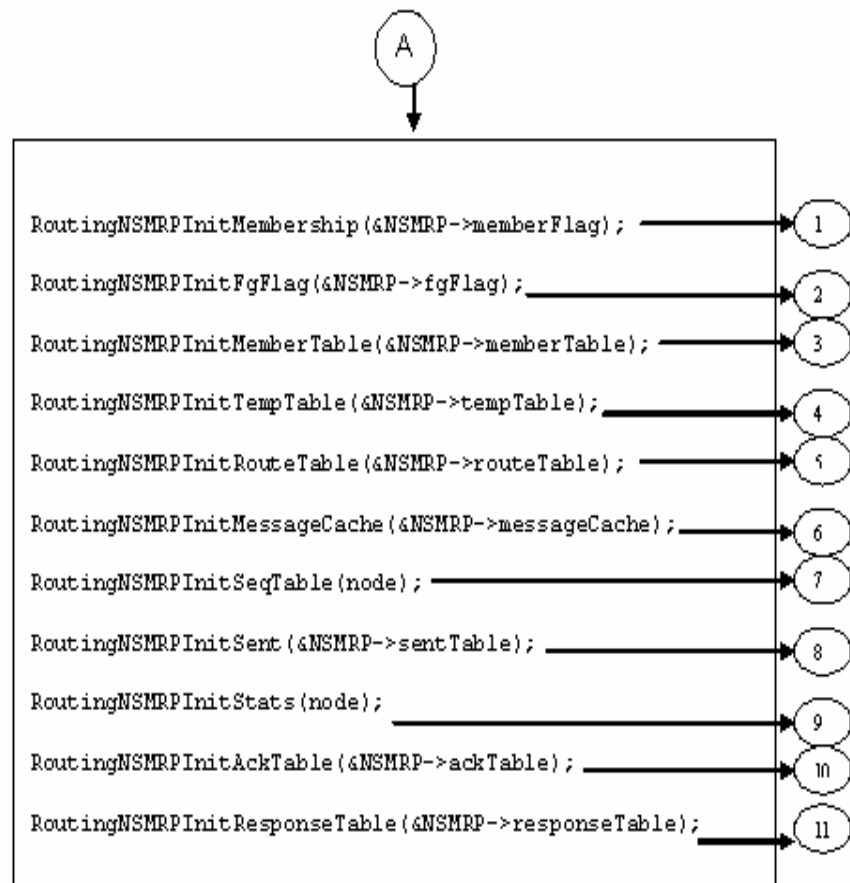 A
RoutingNSMRPInitMembership(&NSMRP->memberFlag); 1
RoutingNSMRPInitFgFlag(&NSMRP->fgFlag); 2
RoutingNSMRPInitMemberTable(&NSMRP->memberTable); 3
RoutingNSMRPInitTempTable(&NSMRP->tempTable); 4
RoutingNSMRPInitRouteTable(&NSMRP->routeTable); 5
RoutingNSMRPInitMessageCache(&NSMRP->messageCache); 6
RoutingNSMRPInitSeqTable(node); 7
RoutingNSMRPInitSent(&NSMRP->sentTable); 8
RoutingNSMRPInitStats(node); 9
RoutingNSMRPInitAckTable(&NSMRP->ackTable); 10
RoutingNSMRPInitResponseTable(&NSMRP->responseTable); 11